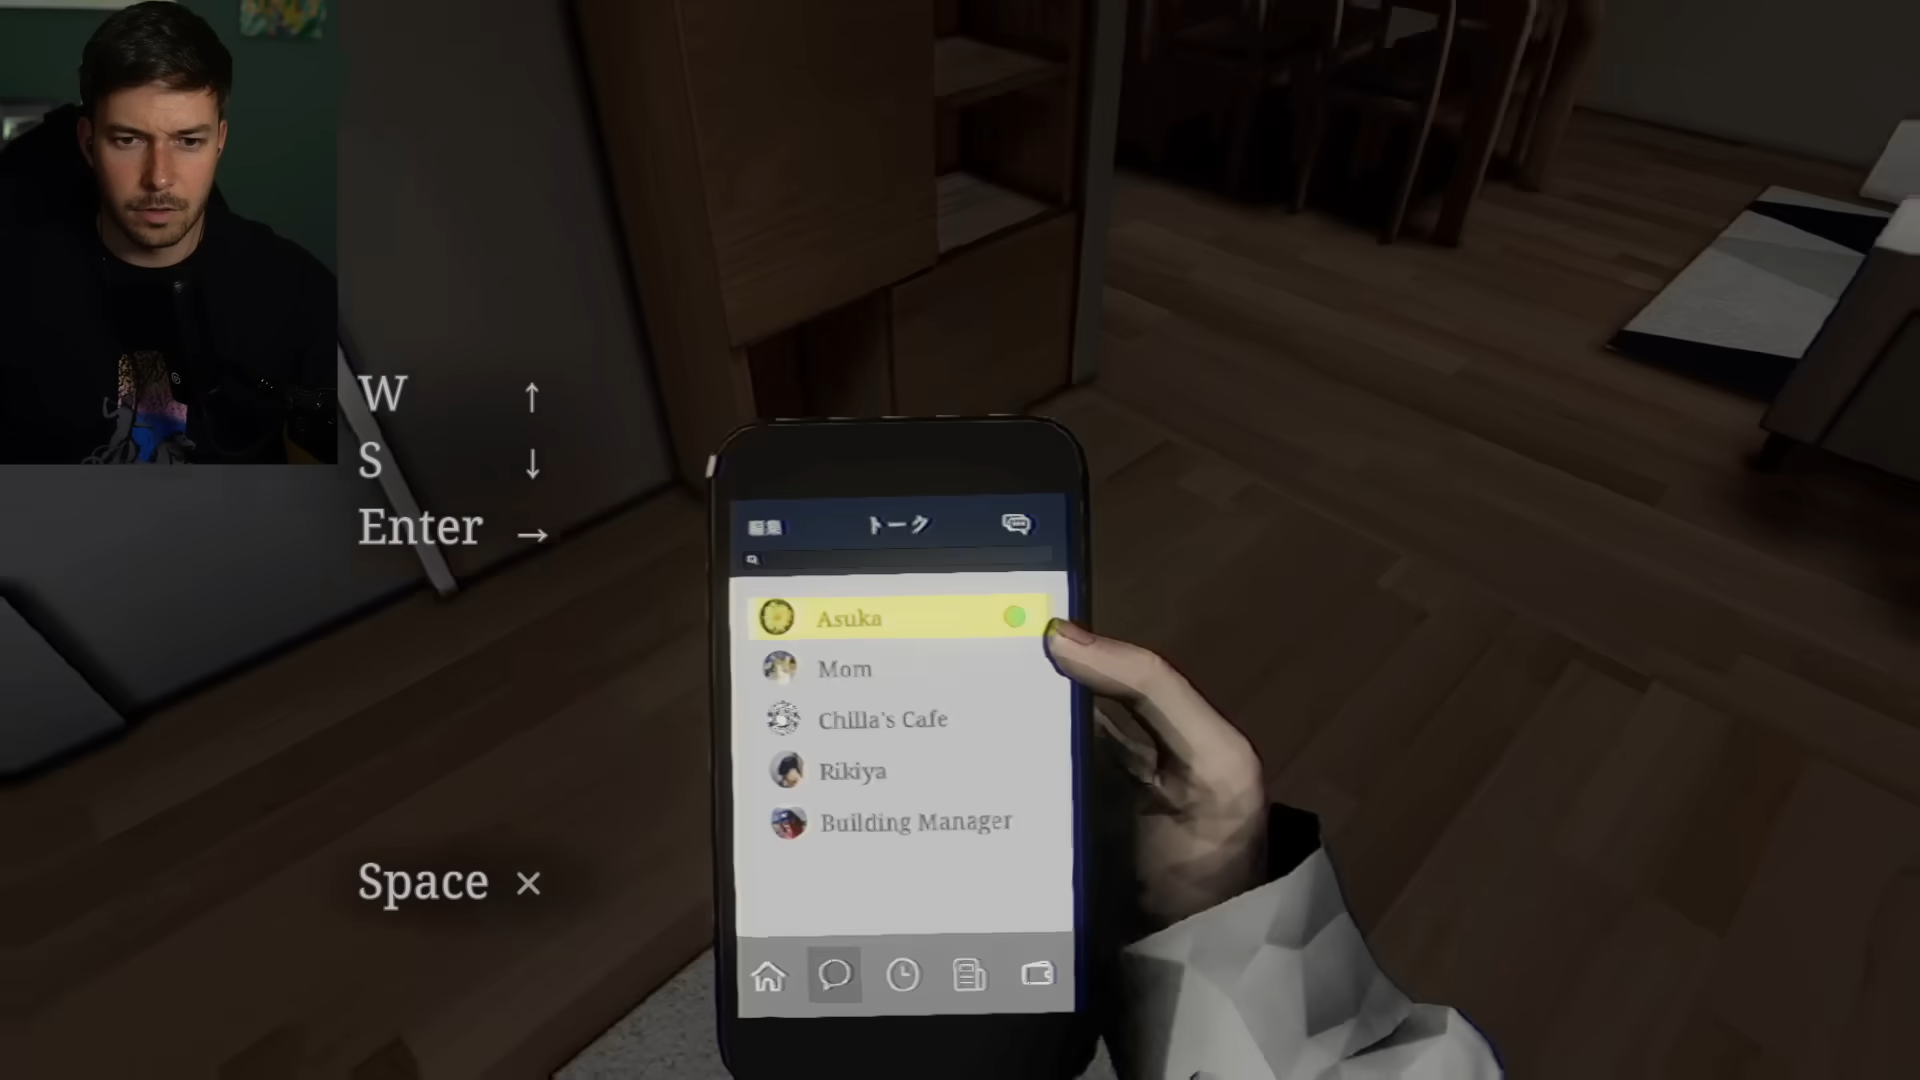 W ↑
S ↓
Enter →
Space ×
編集 トーク
Asuka
Mom
Chilla's Cafe
Rikiya
Building Manager